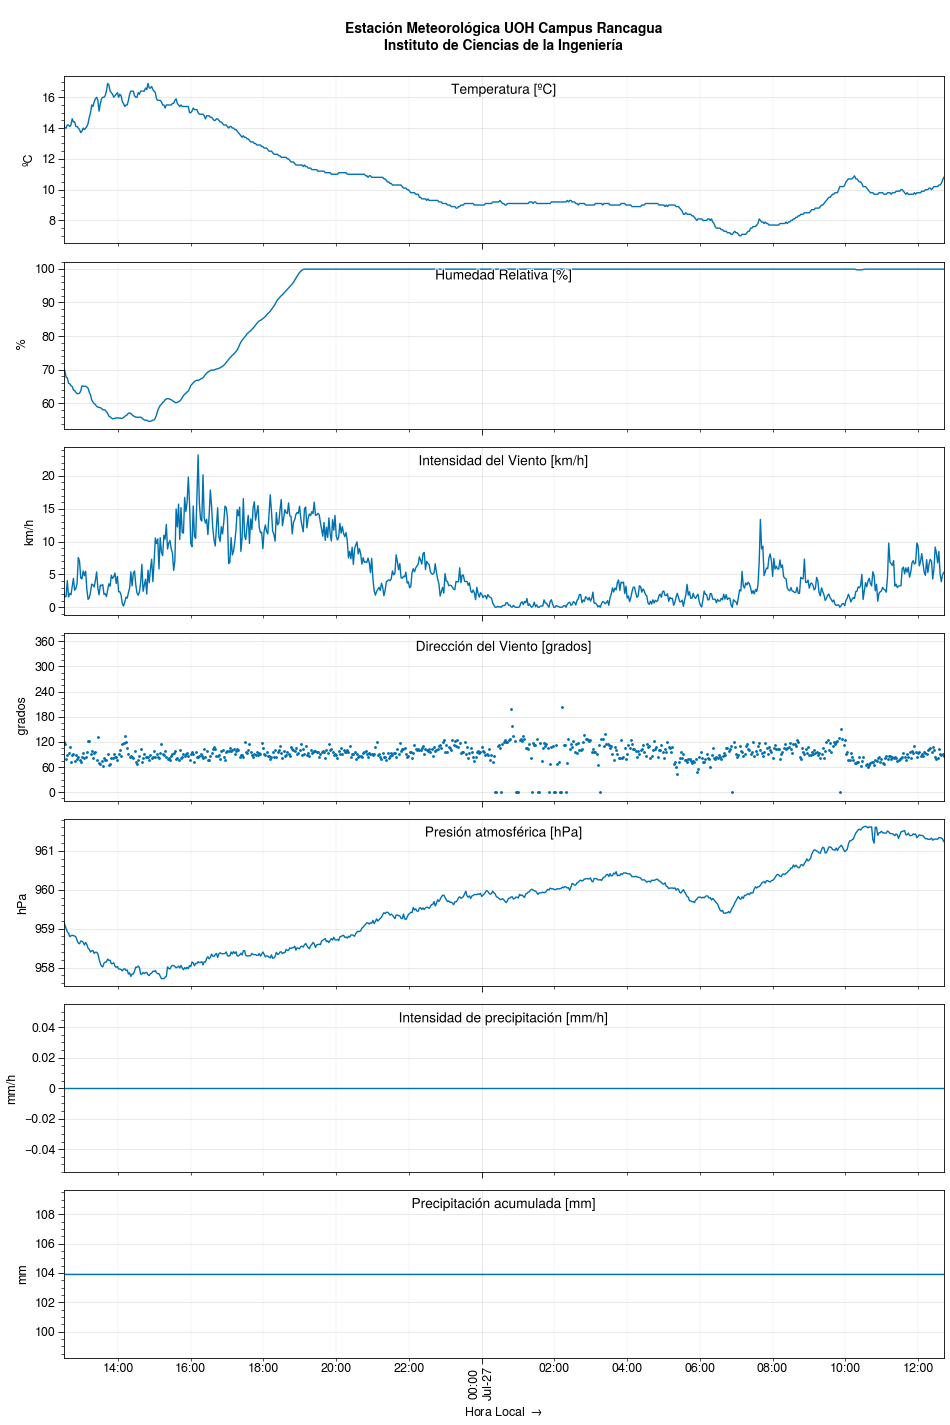 Estación Meteorológica UOH Campus Rancagua
Instituto de Ciencias de la Ingeniería
Temperatura [ºC]
ºC
16
14
12
10
8
Humedad Relativa [%]
%
100
90
80
70
60
Intensidad del Viento [km/h]
km/h
20
15
10
5
0
Dirección del Viento [grados]
grados
360
300
240
180
120
60
0
Presión atmosférica [hPa]
hPa
961
960
959
958
Intensidad de precipitación [mm/h]
mm/h
0.04
0.02
0
−0.02
−0.04
Precipitación acumulada [mm]
mm
108
106
104
102
100
14:00 16:00 18:00 20:00 22:00 00:00 02:00 04:00 06:00 08:00 10:00 12:00
Jul-27
Hora Local →